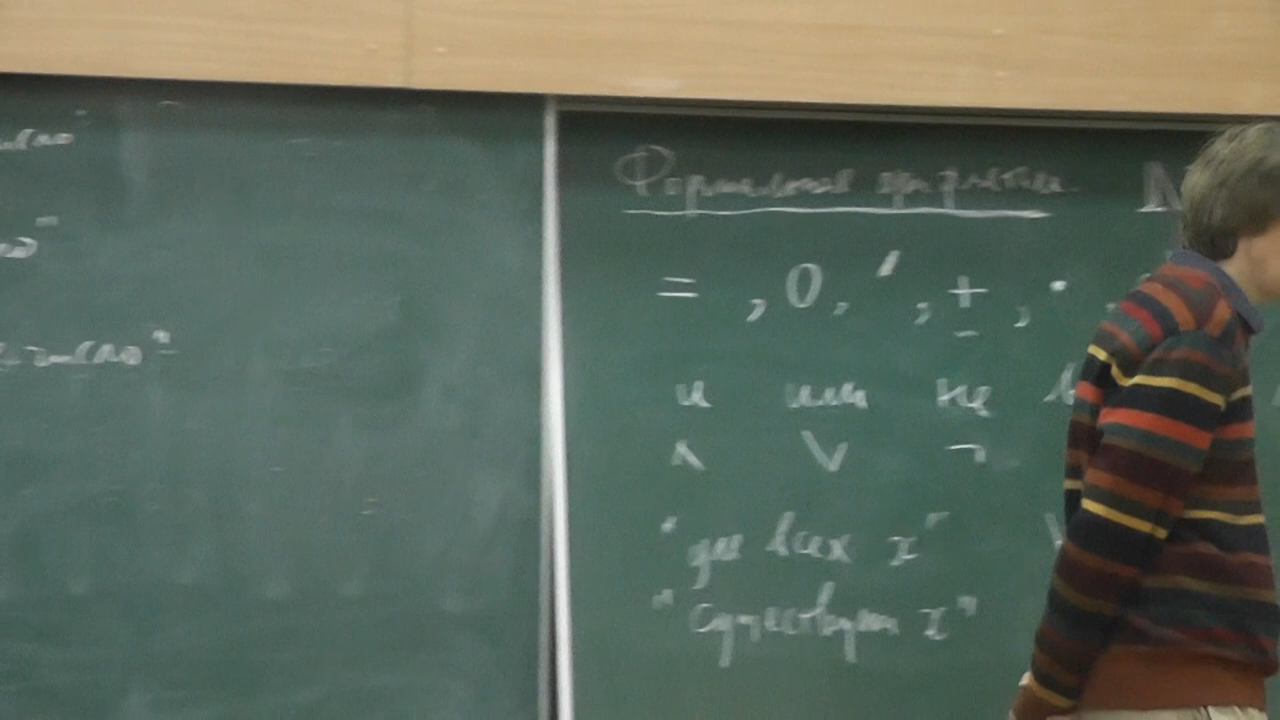 Формальная арифметика N
= , 0 , ′ , + , · ,
и или не
∧ ∨ ¬
"для всех x"
"существует x"